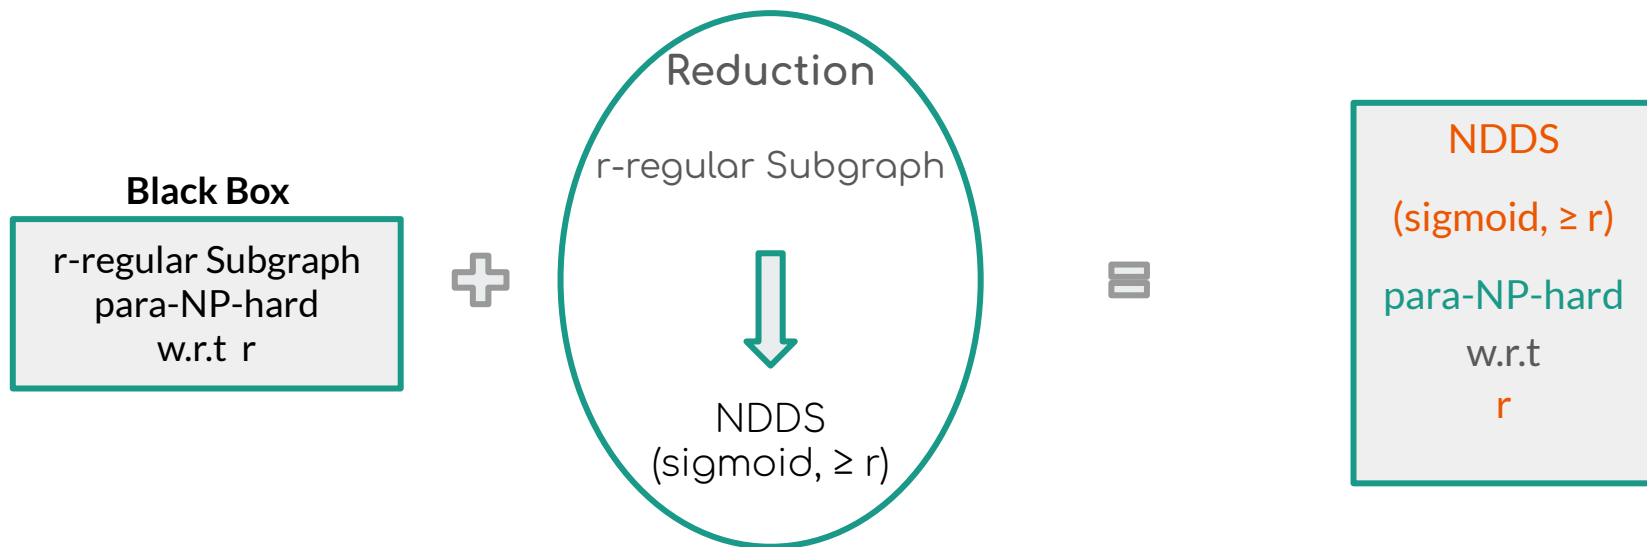 Black Box
r-regular Subgraph
para-NP-hard
w.r.t r
Reduction
r-regular Subgraph
NDDS
(sigmoid, ≥ r)
NDDS
(sigmoid, ≥ r)
para-NP-hard
w.r.t
r